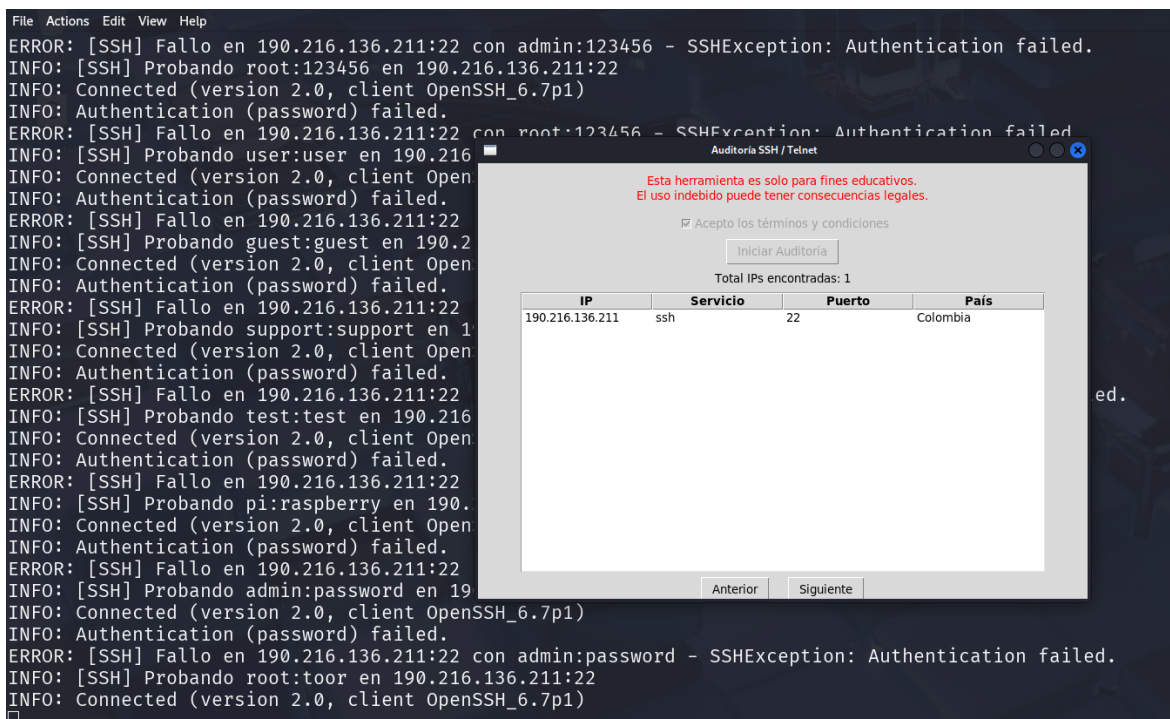 File Actions Edit View Help
ERROR: [SSH] Fallo en 190.216.136.211:22 con admin:123456 - SSHException: Authentication failed.
INFO: [SSH] Probando root:123456 en 190.216.136.211:22
INFO: Connected (version 2.0, client OpenSSH_6.7p1)
INFO: Authentication (password) failed.
ERROR: [SSH] Fallo en 190.216.136.211:22 con root:123456 - SSHException: Authentication failed
INFO: [SSH] Probando user:user en 190.216
INFO: Connected (version 2.0, client Open
INFO: Authentication (password) failed.
ERROR: [SSH] Fallo en 190.216.136.211:22
INFO: [SSH] Probando guest:guest en 190.2
INFO: Connected (version 2.0, client Open
INFO: Authentication (password) failed.
ERROR: [SSH] Fallo en 190.216.136.211:22
INFO: [SSH] Probando support:support en 1
INFO: Connected (version 2.0, client Open
INFO: Authentication (password) failed.
ERROR: [SSH] Fallo en 190.216.136.211:22 ed.
INFO: [SSH] Probando test:test en 190.216
INFO: Connected (version 2.0, client Open
INFO: Authentication (password) failed.
ERROR: [SSH] Fallo en 190.216.136.211:22
INFO: [SSH] Probando pi:raspberry en 190.
INFO: Connected (version 2.0, client Open
INFO: Authentication (password) failed.
ERROR: [SSH] Fallo en 190.216.136.211:22
INFO: [SSH] Probando admin:password en 19
INFO: Connected (version 2.0, client OpenSSH_6.7p1)
INFO: Authentication (password) failed.
ERROR: [SSH] Fallo en 190.216.136.211:22 con admin:password - SSHException: Authentication failed.
INFO: [SSH] Probando root:toor en 190.216.136.211:22
INFO: Connected (version 2.0, client OpenSSH_6.7p1)
Auditoría SSH / Telnet
Esta herramienta es solo para fines educativos.
El uso indebido puede tener consecuencias legales.
Acepto los términos y condiciones
Iniciar Auditoría
Total IPs encontradas: 1
IP Servicio Puerto País
190.216.136.211 ssh 22 Colombia
Anterior Siguiente